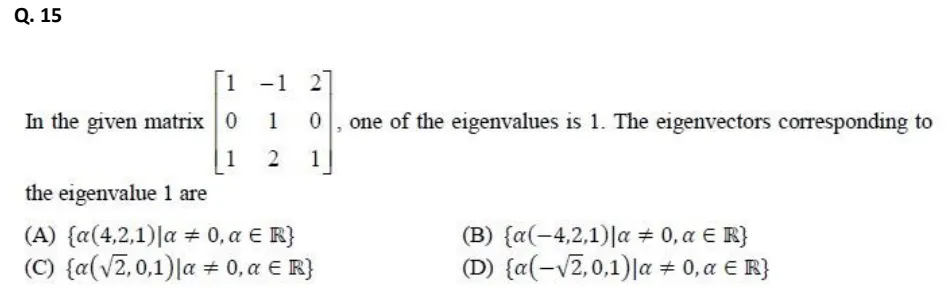 Q. 15
In the given matrix [1 −1 2
0 1 0
1 2 1], one of the eigenvalues is 1. The eigenvectors corresponding to
the eigenvalue 1 are
(A) {α(4,2,1)|α ≠ 0, α ∈ ℝ} (B) {α(−4,2,1)|α ≠ 0, α ∈ ℝ}
(C) {α(√2, 0,1)|α ≠ 0, α ∈ ℝ} (D) {α(−√2, 0,1)|α ≠ 0, α ∈ ℝ}